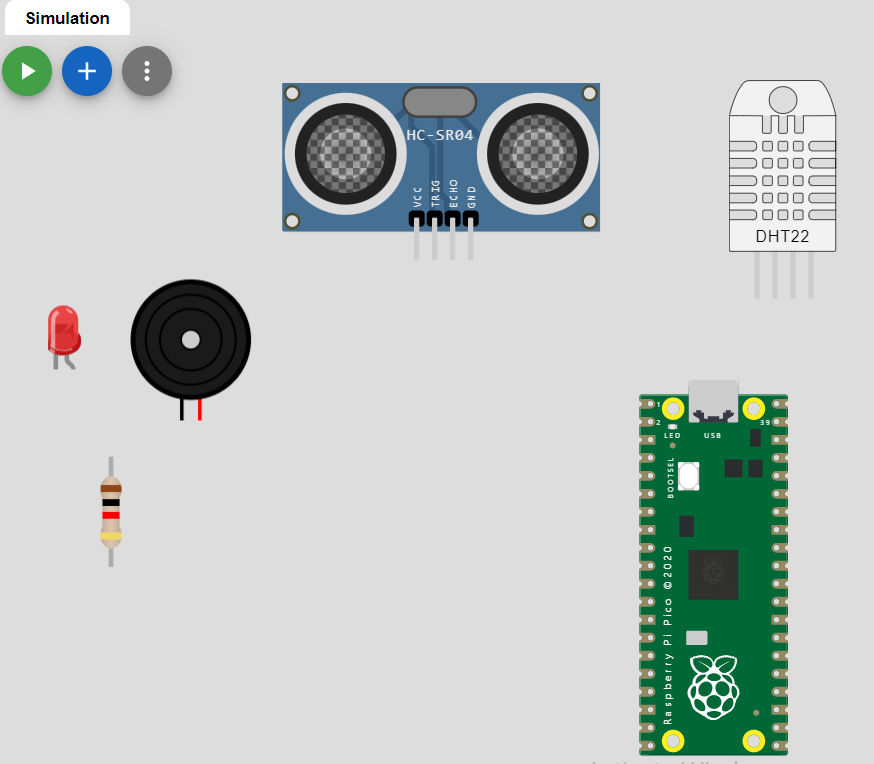 Simulation
HC-SR04
VCC
TRIG
ECHO
GND
DHT22
1
2
39
LED
USB
BOOTSEL
Raspberry Pi Pico ©2020